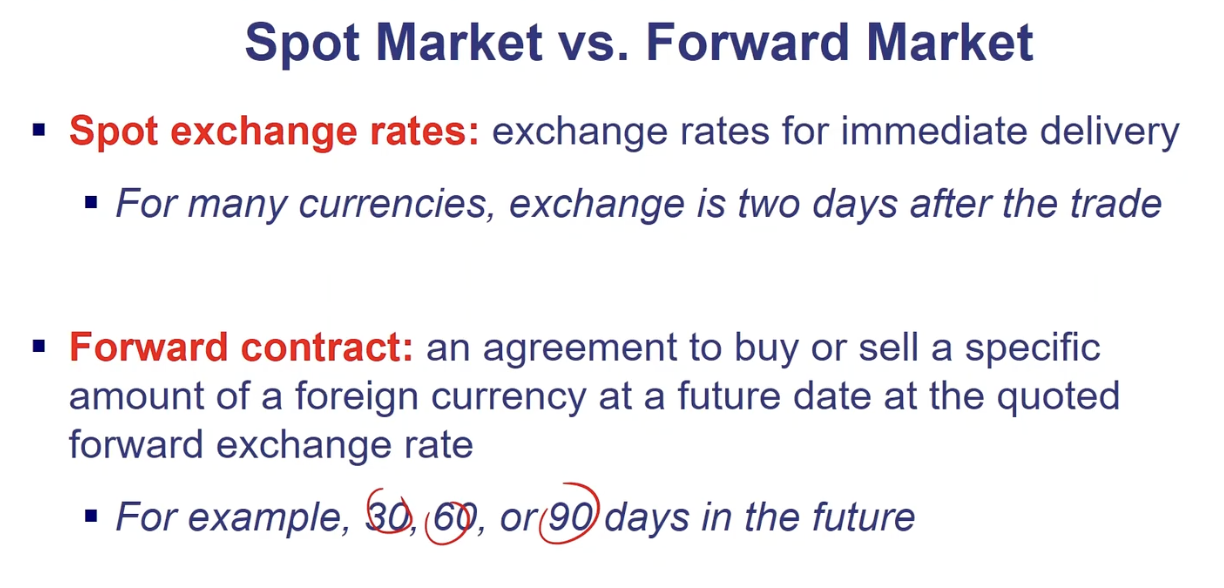 Spot Market vs. Forward Market
▪ Spot exchange rates: exchange rates for immediate delivery
▪ For many currencies, exchange is two days after the trade
▪ Forward contract: an agreement to buy or sell a specific
amount of a foreign currency at a future date at the quoted
forward exchange rate
▪ For example, 30, 60, or 90 days in the future